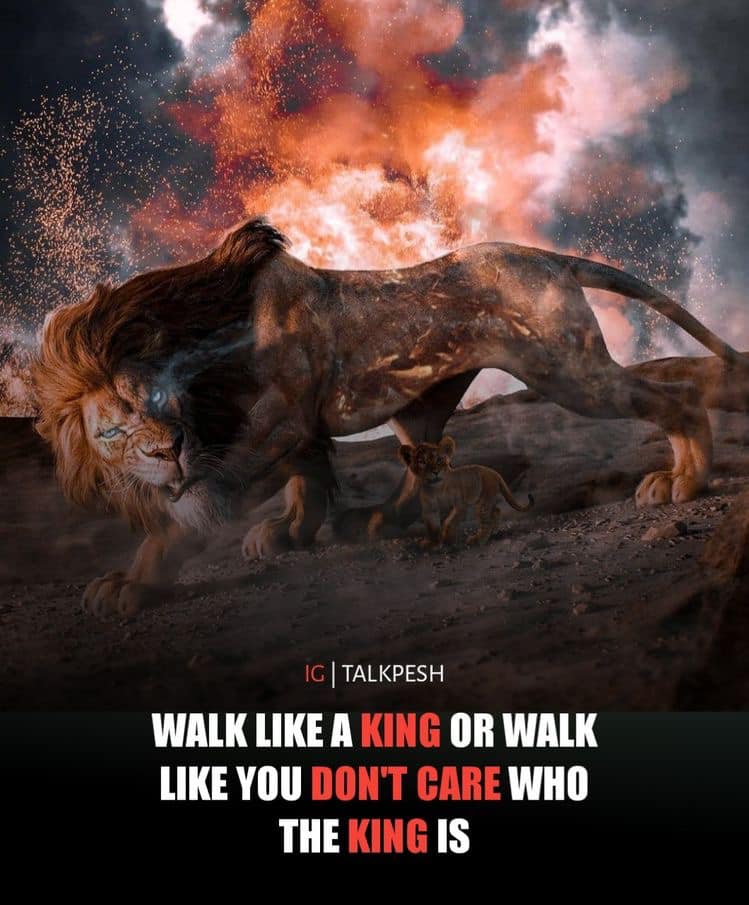 IG | TALKPESH
WALK LIKE A KING OR WALK
LIKE YOU DON'T CARE WHO
THE KING IS